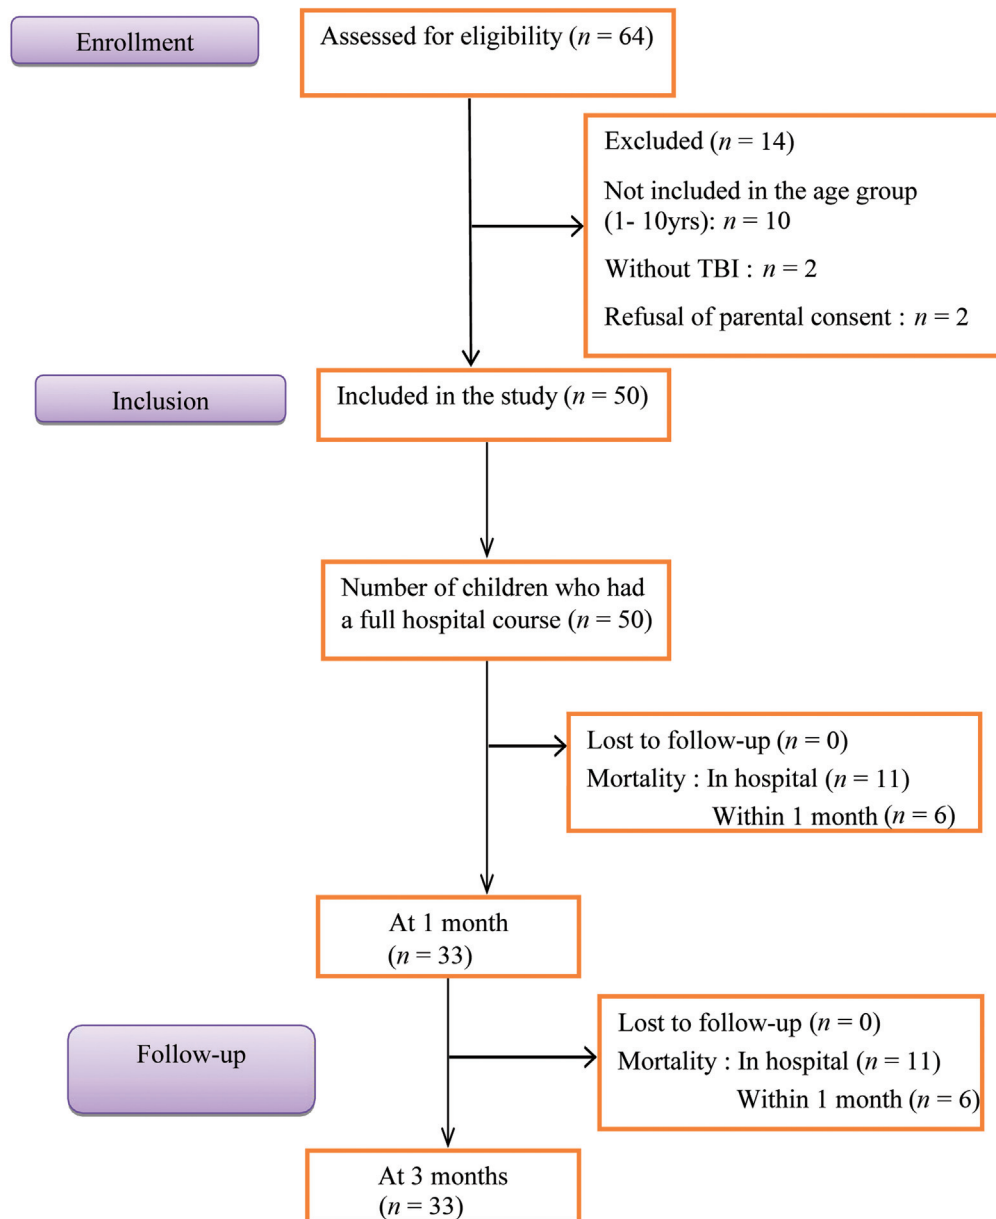 Enrollment
Assessed for eligibility (n = 64)
Excluded (n = 14)
Not included in the age group
(1- 10yrs): n = 10
Without TBI : n = 2
Refusal of parental consent : n = 2
Inclusion
Included in the study (n = 50)
Number of children who had
a full hospital course (n = 50)
Lost to follow-up (n = 0)
Mortality : In hospital (n = 11)
Within 1 month (n = 6)
At 1 month
(n = 33)
Follow-up
Lost to follow-up (n = 0)
Mortality : In hospital (n = 11)
Within 1 month (n = 6)
At 3 months
(n = 33)